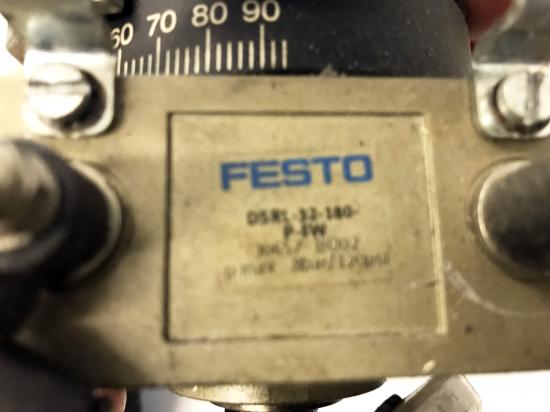 60 70 80 90
FESTO
DSRL-32-180-
P-FW
p max 8bar/120psi